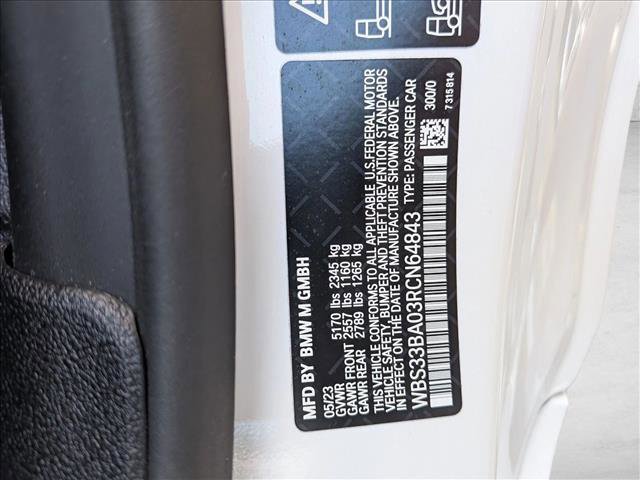 MFD BY BMW M GMBH
05/23
GVWR 5170 lbs 2345 kg
GAWR FRONT 2557 lbs 1160 kg
GAWR REAR 2789 lbs 1265 kg
THIS VEHICLE CONFORMS TO ALL APPLICABLE U.S.FEDERAL MOTOR
VEHICLE SAFETY, BUMPER AND THEFT PREVENTION STANDARDS
IN EFFECT ON THE DATE OF MANUFACTURE SHOWN ABOVE.
WBS33BA03RCN64843 TYPE: PASSENGER CAR
300/0
7 315 814